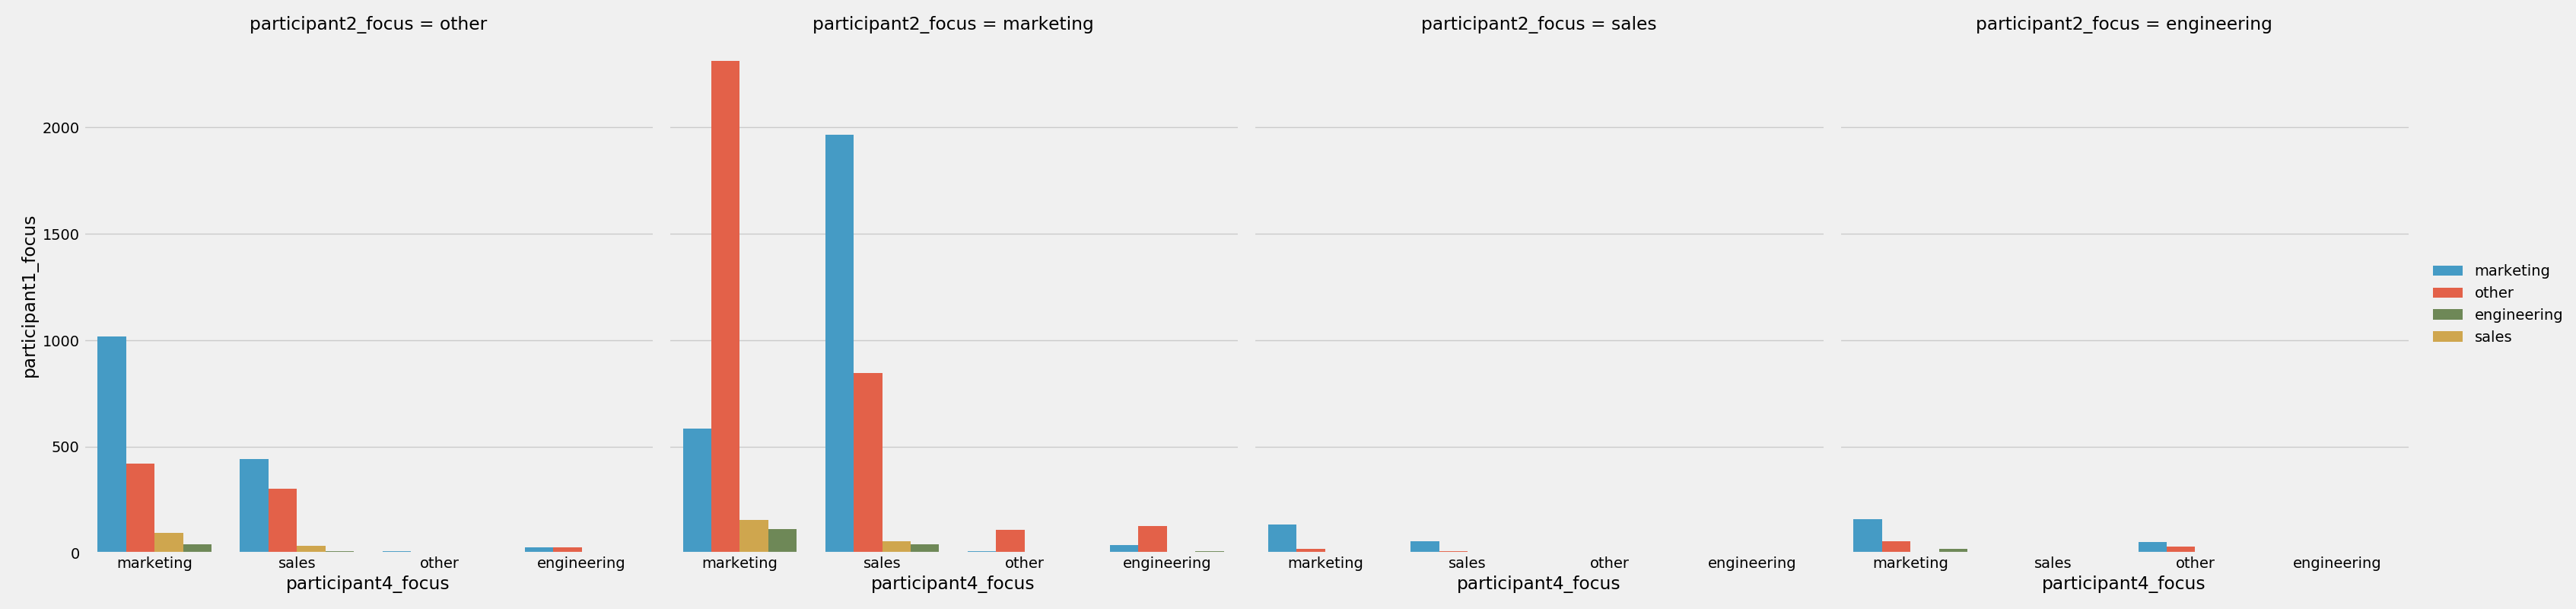 participant2_focus = other
participant2_focus = marketing
participant2_focus = sales
participant2_focus = engineering
participant1_focus
2000
1500
1000
500
0
marketing sales other engineering
participant4_focus
marketing sales other engineering
participant4_focus
marketing sales other engineering
participant4_focus
marketing sales other engineering
participant4_focus
marketing
other
engineering
sales